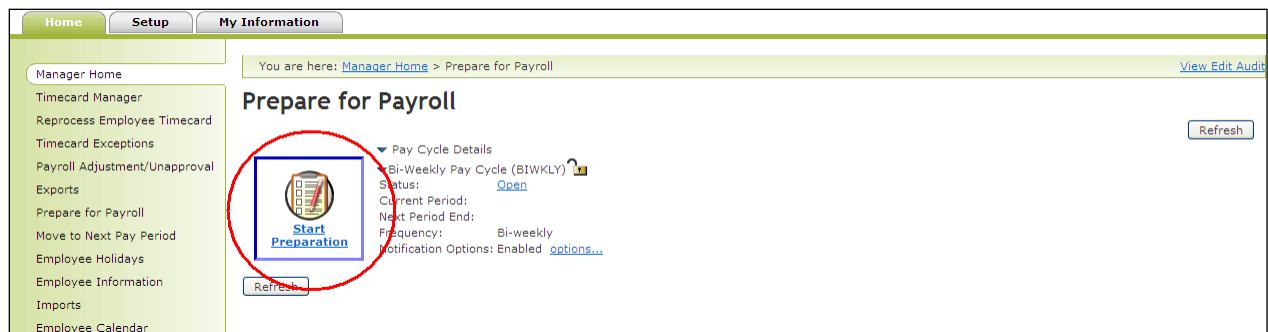 Home Setup My Information
You are here: Manager Home > Prepare for Payroll View Edit Audit
Manager Home
Timecard Manager
Reprocess Employee Timecard
Timecard Exceptions
Payroll Adjustment/Unapproval
Exports
Prepare for Payroll
Move to Next Pay Period
Employee Holidays
Employee Information
Imports
Employee Calendar
Prepare for Payroll
Refresh
Start
Preparation
Pay Cycle Details
Bi-Weekly Pay Cycle (BIWKLY)
Status: Open
Current Period:
Next Period End:
Frequency: Bi-weekly
Notification Options: Enabled options...
Refresh